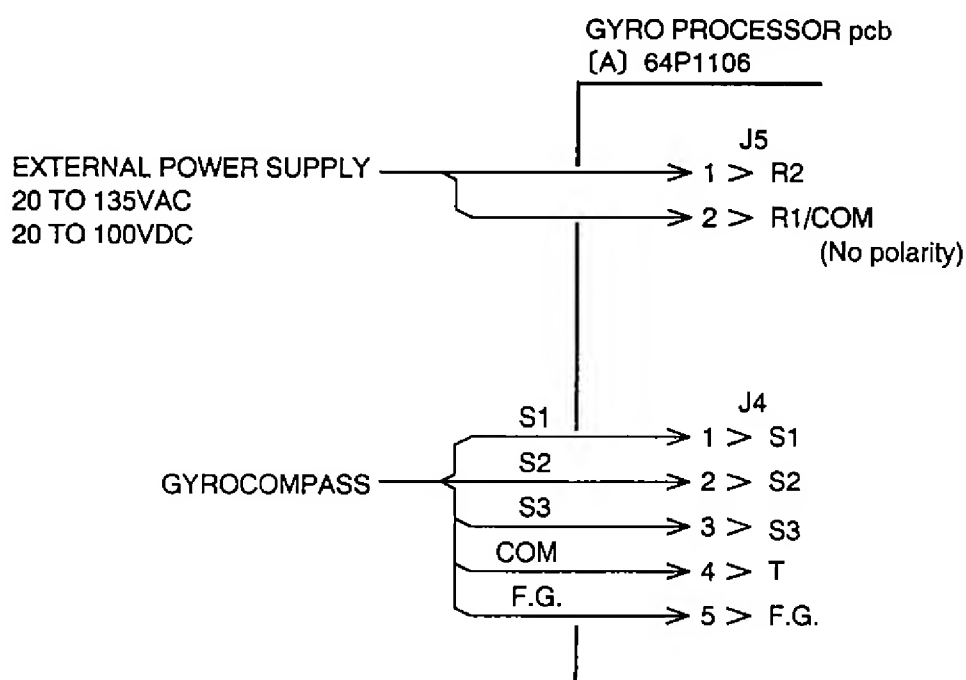 GYRO PROCESSOR pcb
(A) 64P1106
J5
EXTERNAL POWER SUPPLY
20 TO 135VAC
20 TO 100VDC
1 > R2
2 > R1/COM
(No polarity)
J4
S1
1 > S1
S2
GYROCOMPASS
2 > S2
S3
3 > S3
COM
4 > T
F.G.
5 > F.G.